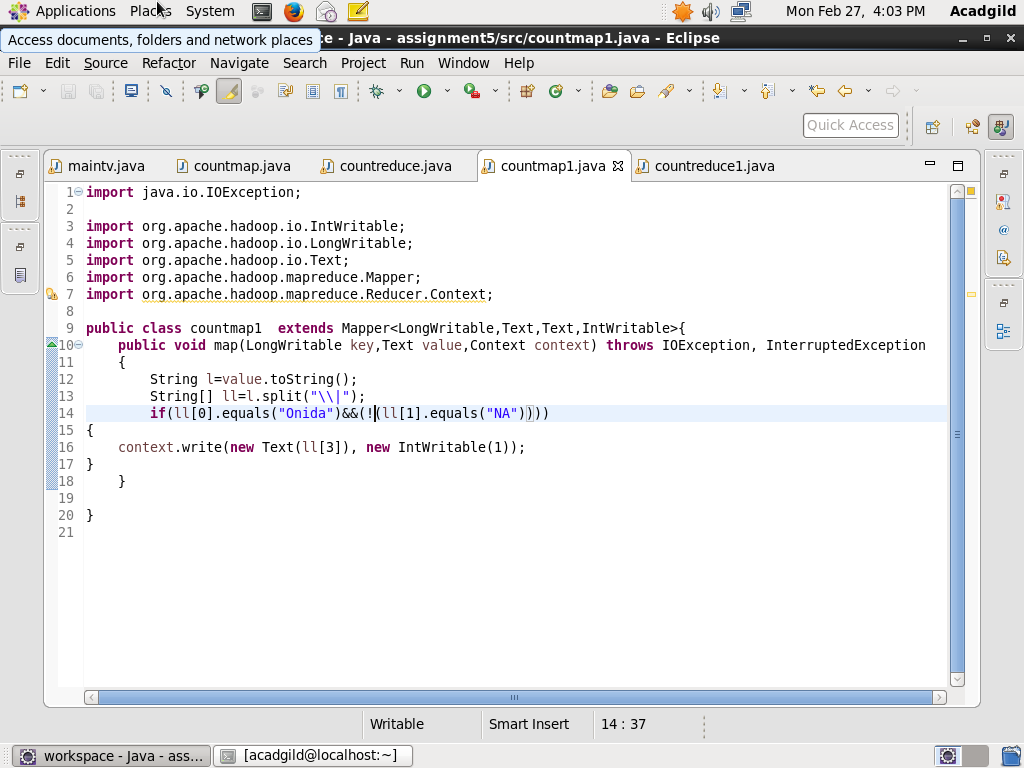 Applications Places System Mon Feb 27, 4:03 PM Acadgild
Access documents, folders and network places
ce - Java - assignment5/src/countmap1.java - Eclipse
File Edit Source Refactor Navigate Search Project Run Window Help
Quick Access
maintv.java countmap.java countreduce.java countmap1.java countreduce1.java
1 import java.io.IOException;
2
3 import org.apache.hadoop.io.IntWritable;
4 import org.apache.hadoop.io.LongWritable;
5 import org.apache.hadoop.io.Text;
6 import org.apache.hadoop.mapreduce.Mapper;
7 import org.apache.hadoop.mapreduce.Reducer.Context;
8
9 public class countmap1  extends Mapper<LongWritable,Text,Text,IntWritable>{
10     public void map(LongWritable key,Text value,Context context) throws IOException, InterruptedException
11     {
12         String l=value.toString();
13         String[] ll=l.split("\\|");
14         if(ll[0].equals("Onida")&&(!(ll[1].equals("NA"))))
15 {
16     context.write(new Text(ll[3]), new IntWritable(1));
17 }
18     }
19
20 }
21
Writable Smart Insert 14 : 37
workspace - Java - ass... [acadgild@localhost:~]